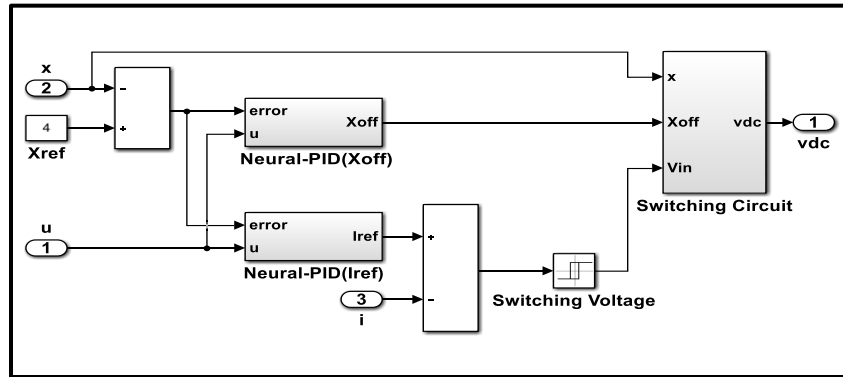 x
2
-
+
4
Xref
error
u
Xoff
Neural-PID(Xoff)
x
Xoff
vdc
Vin
Switching Circuit
1
vdc
u
1
error
u
Iref
Neural-PID(Iref)
3
i
+
-
Switching Voltage